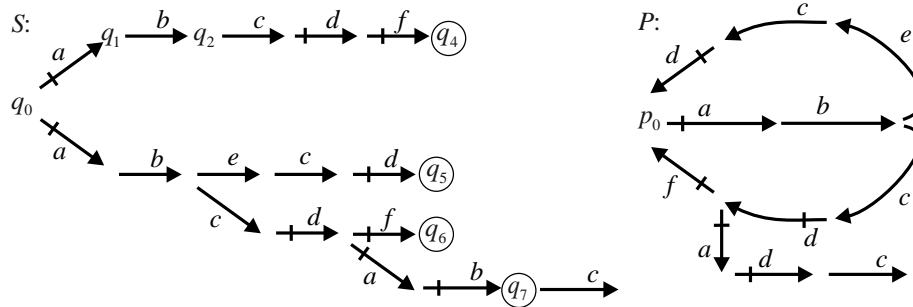 S:
q1 b q2 c d f q4
a
q0
a
b e c d q5
c d f q6
a b q7 c
P:
c
e
d
p0 a b
f
d
c
a
d c